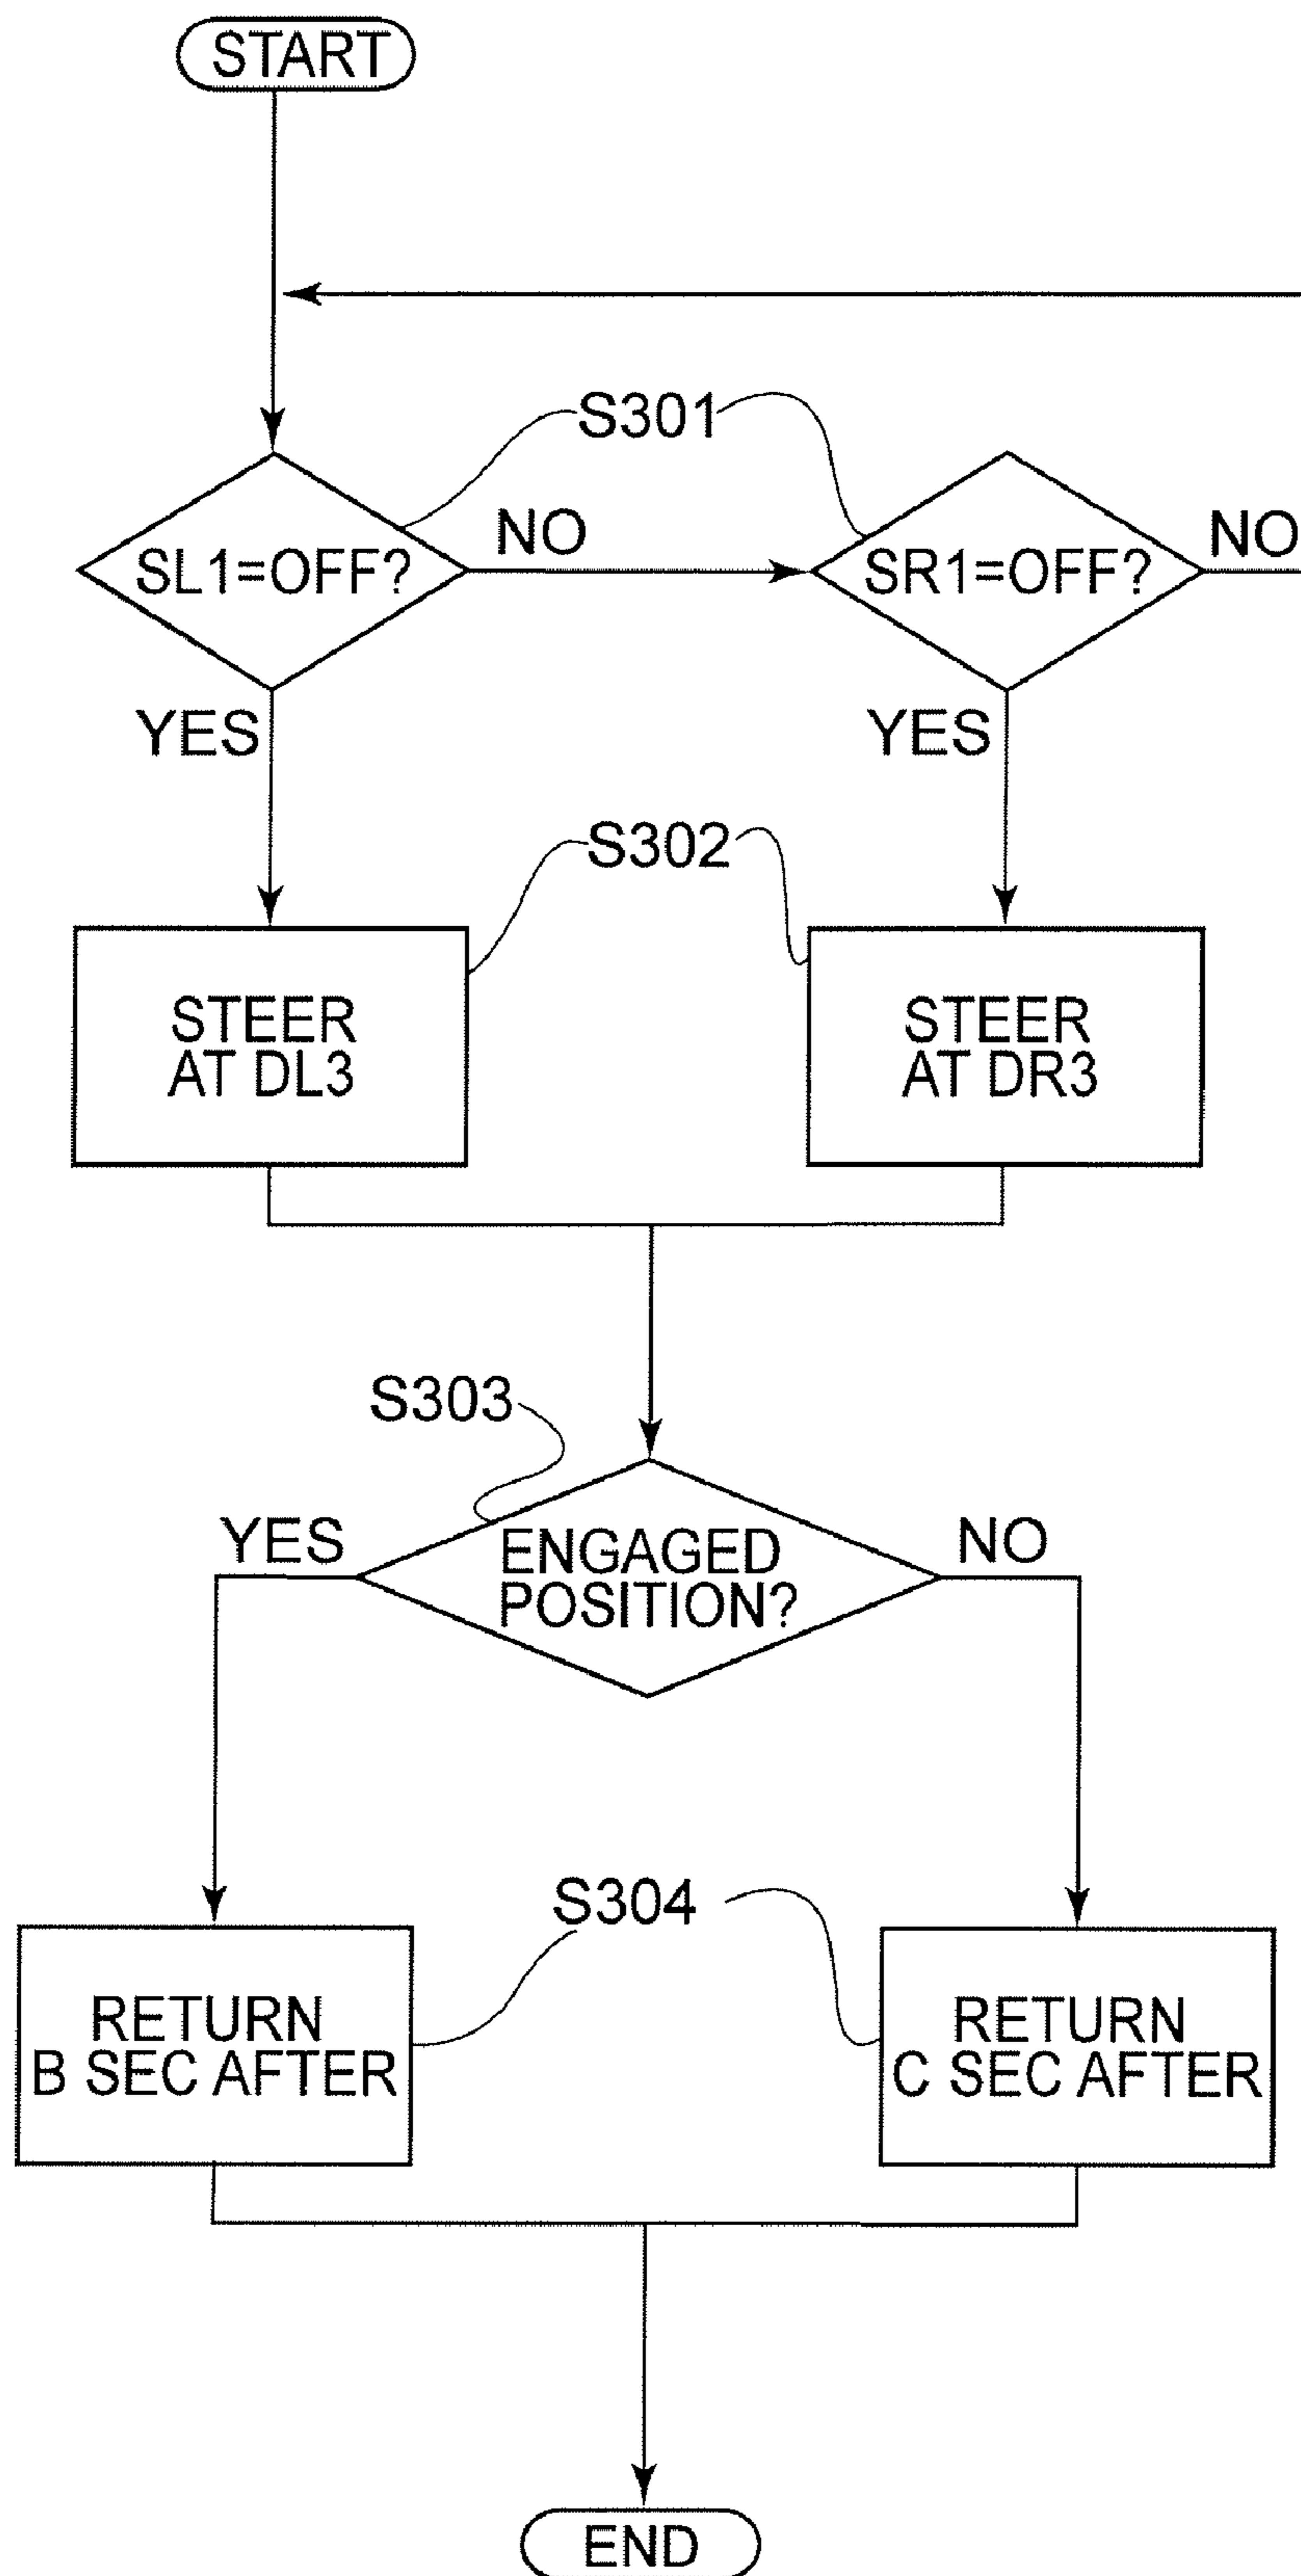 START
S301
SL1=OFF?
NO
SR1=OFF?
NO
YES
YES
S302
STEER
AT DL3
STEER
AT DR3
S303
YES
ENGAGED
POSITION?
NO
S304
RETURN
B SEC AFTER
RETURN
C SEC AFTER
END